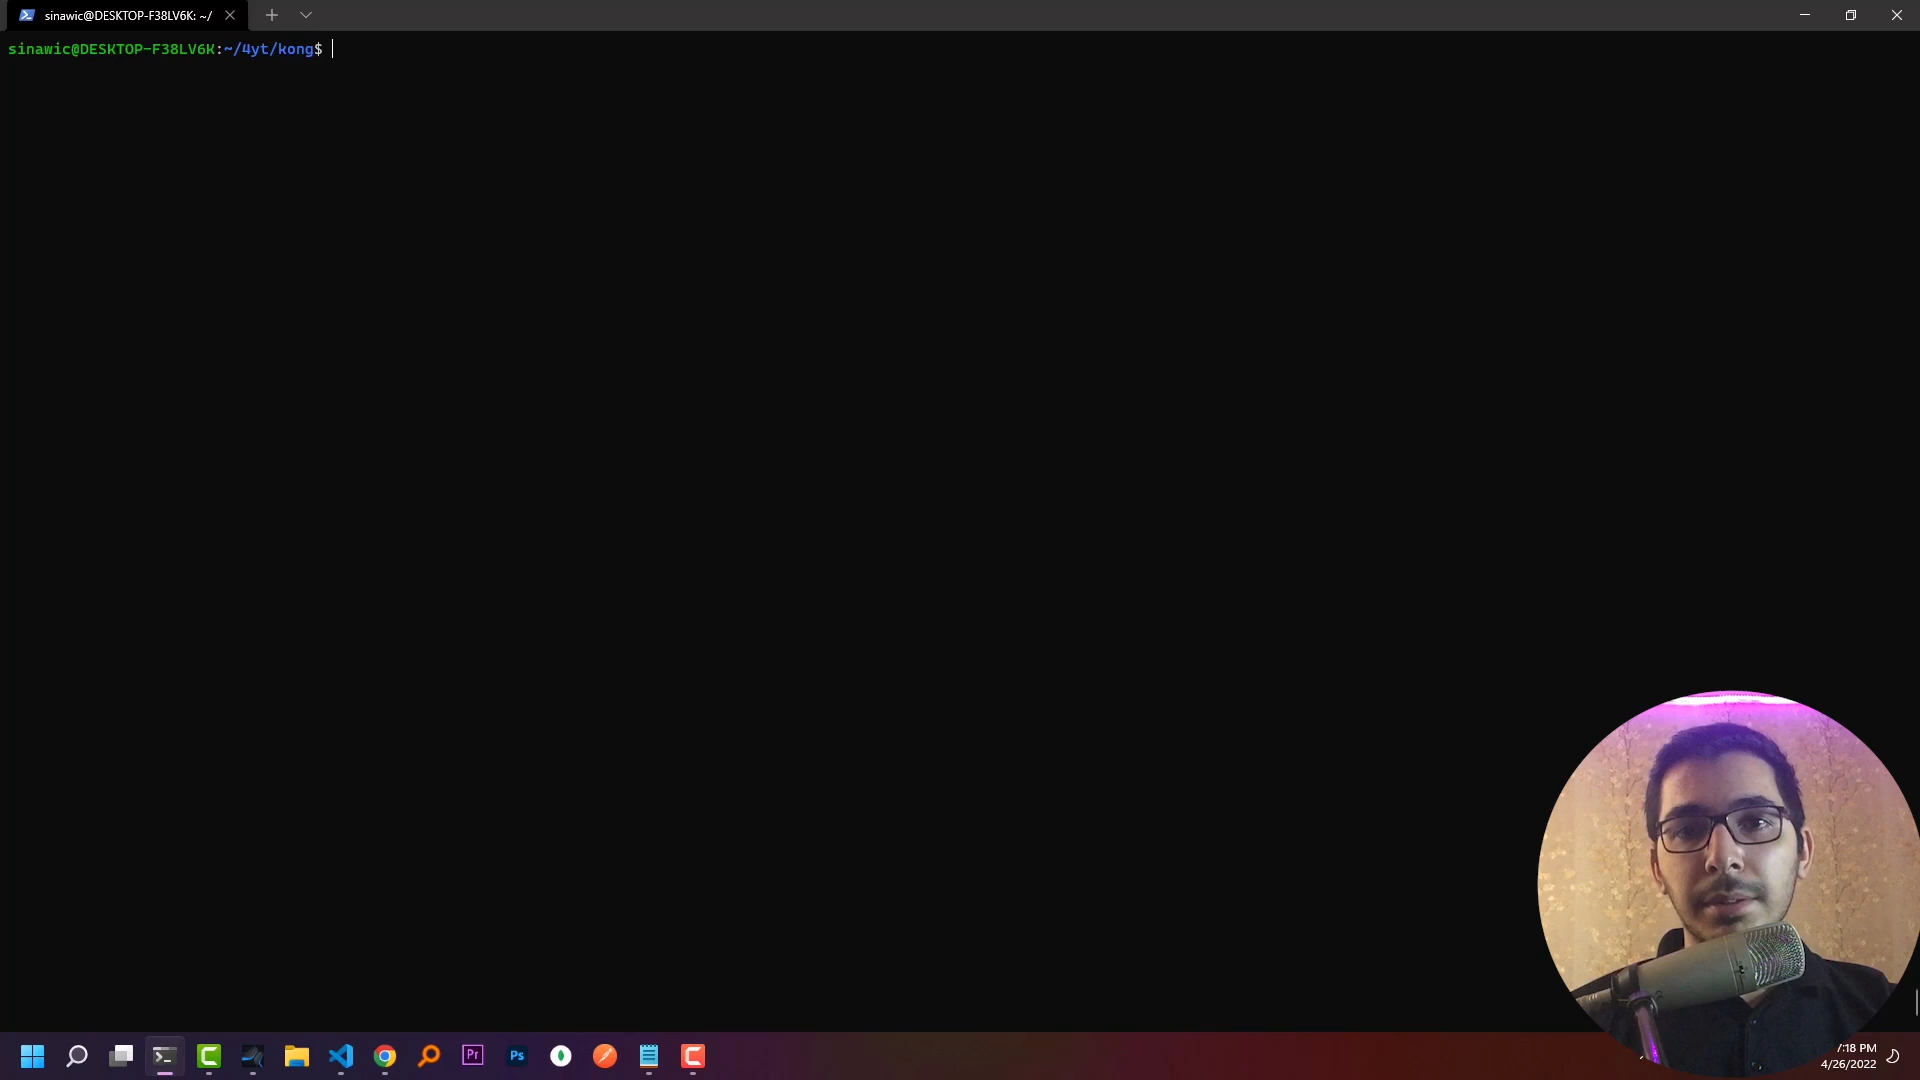 sinawic@DESKTOP-F38LV6K: ~/
sinawic@DESKTOP-F38LV6K:~/4yt/kong$
Pr
Ps
7:18 PM
4/26/2022